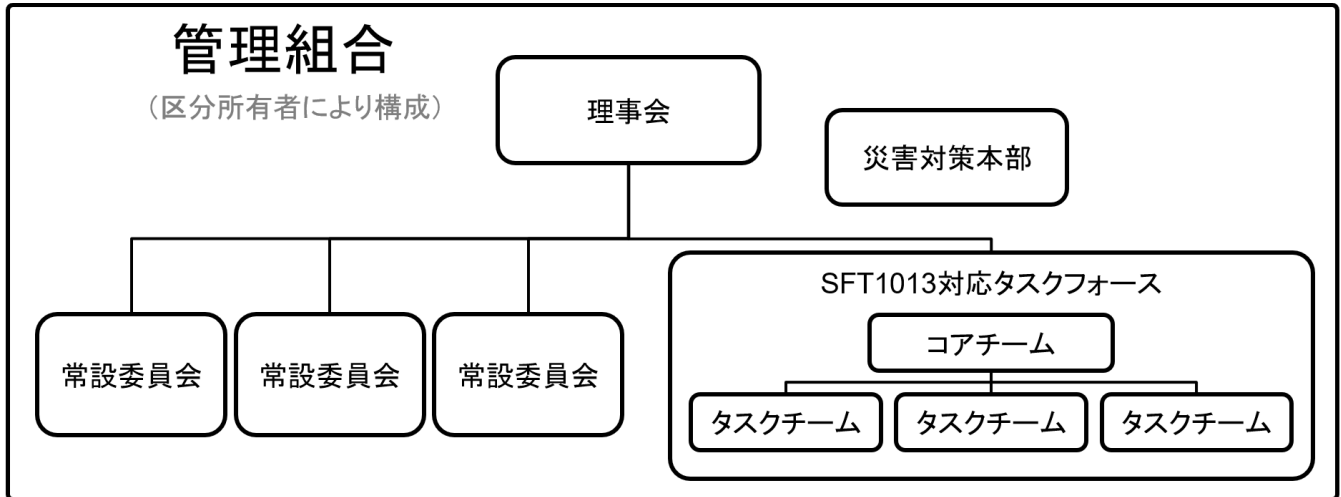 管理組合
（区分所有者により構成）
理事会
災害対策本部
SFT1013対応タスクフォース
コアチーム
常設委員会
常設委員会
常設委員会
タスクチーム
タスクチーム
タスクチーム